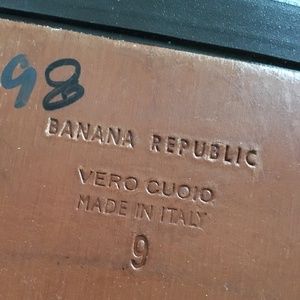 98
BANANA REPUBLIC
VERO CUOIO
MADE IN ITALY
9